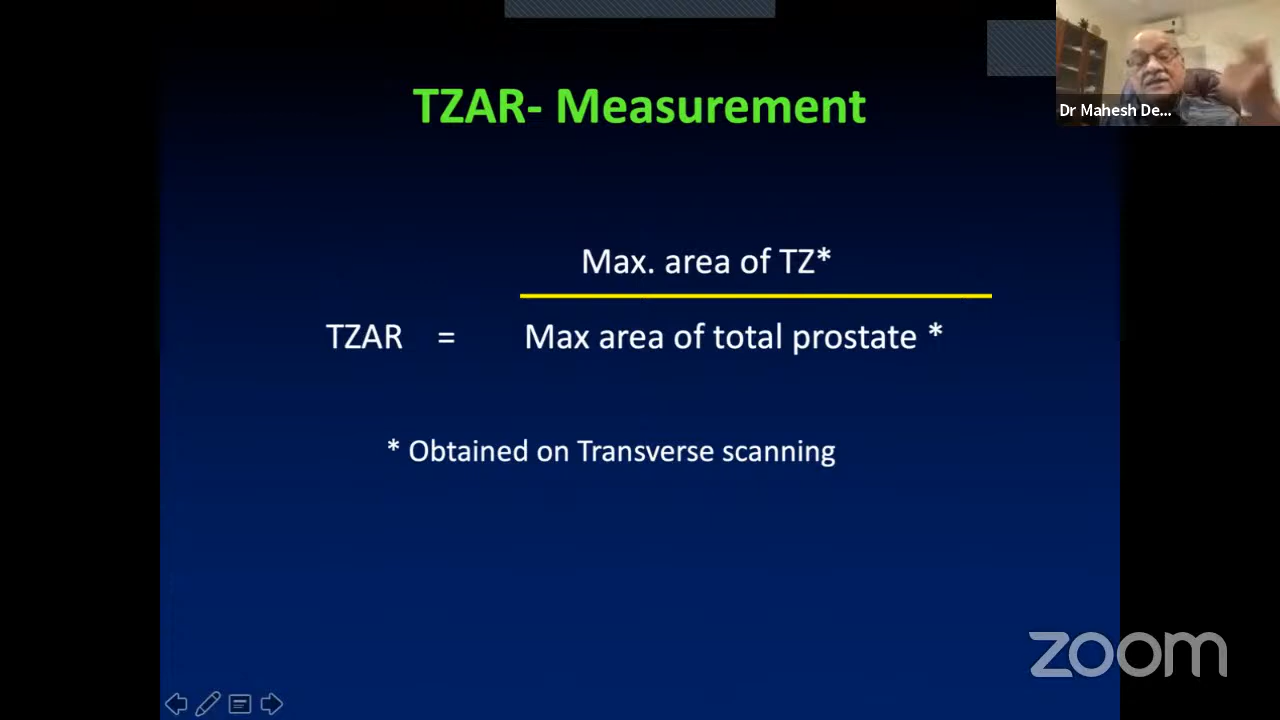 TZAR- Measurement
Dr Mahesh De...
Max. area of TZ*
TZAR = Max area of total prostate *
* Obtained on Transverse scanning
zoom